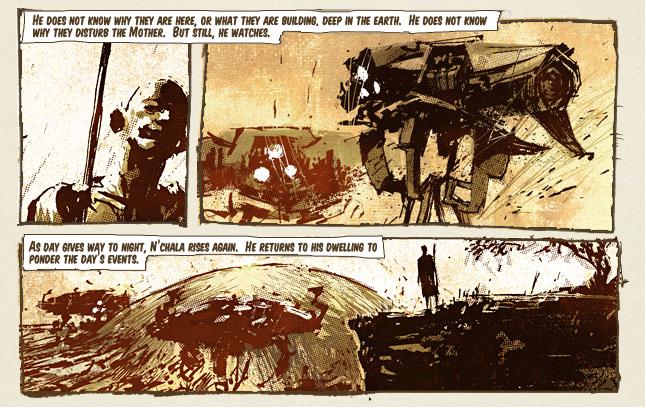 He does not know why they are here, or what they are building, deep in the earth. He does not know
why they disturb the Mother. But still, he watches.
As day gives way to night, N'Chala rises again. He returns to his dwelling to
ponder the day's events.